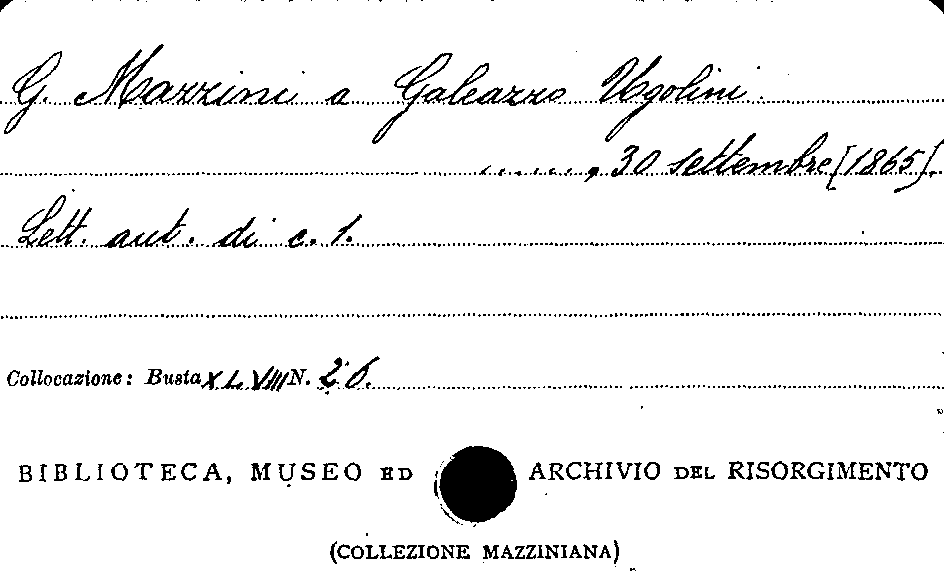 G. Mazzini a Galeazzo Ugolini.
......, 30 settembre [1865].
Lett. aut. di c. 1.
Collocazione: Busta XLVIII N. 26.
BIBLIOTECA, MUSEO ED ARCHIVIO DEL RISORGIMENTO
(COLLEZIONE MAZZINIANA)